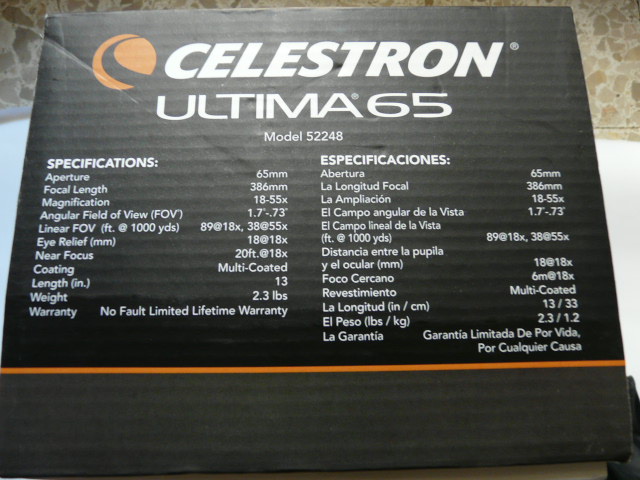 CELESTRON®
ULTIMA® 65
Model 52248
SPECIFICATIONS:
Aperture 65mm
Focal Length 386mm
Magnification 18-55x
Angular Field of View (FOV°) 1.7°-.73°
Linear FOV (ft. @ 1000 yds) 89@18x, 38@55x
Eye Relief (mm) 18@18x
Near Focus 20ft.@18x
Coating Multi-Coated
Length (in.) 13
Weight 2.3 lbs
Warranty No Fault Limited Lifetime Warranty
ESPECIFICACIONES:
Abertura 65mm
La Longitud Focal 386mm
La Ampliación 18-55x
El Campo angular de la Vista 1.7°-.73°
El Campo lineal de la Vista
(ft. @ 1000 yds) 89@18x, 38@55x
Distancia entre la pupila
y el ocular (mm) 18@18x
Foco Cercano 6m@18x
Revestimiento Multi-Coated
La Longitud (in / cm) 13 / 33
El Peso (lbs / kg) 2.3 / 1.2
La Garantía Garantía Limitada De Por Vida,
Por Cualquier Causa